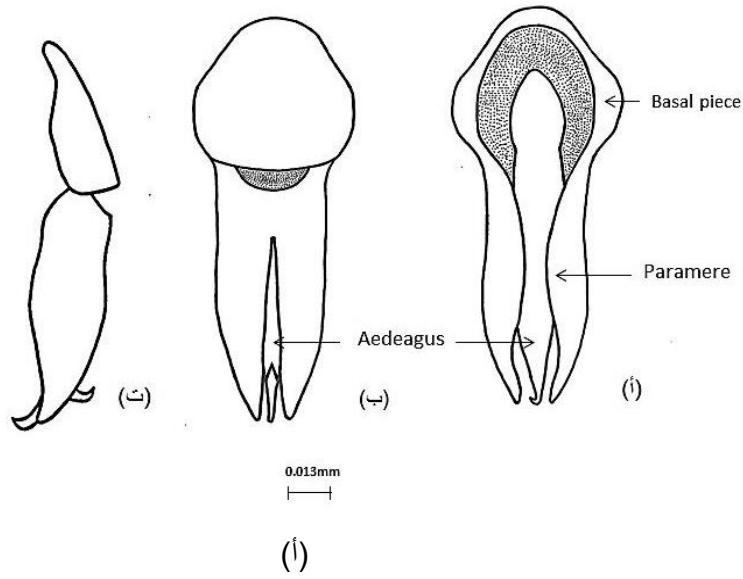 Basal piece
Paramere
Aedeagus
(أ)
(ب)
(ث)
0.013mm
(أ)